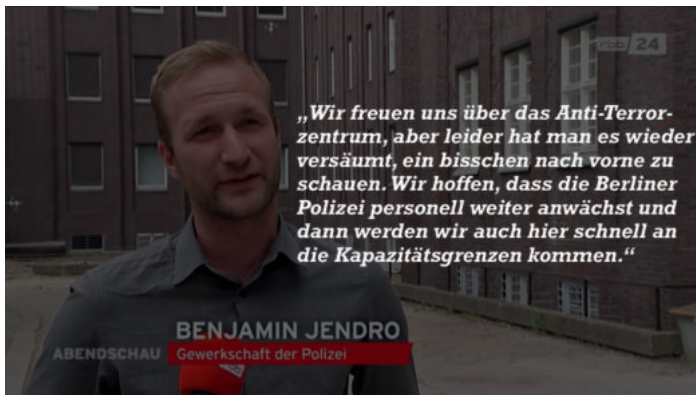 rbb 24
„Wir freuen uns über das Anti-Terror-
zentrum, aber leider hat man es wieder
versäumt, ein bisschen nach vorne zu
schauen. Wir hoffen, dass die Berliner
Polizei personell weiter anwächst und
dann werden wir auch hier schnell an
die Kapazitätsgrenzen kommen.“
BENJAMIN JENDRO
ABENDSCHAU Gewerkschaft der Polizei